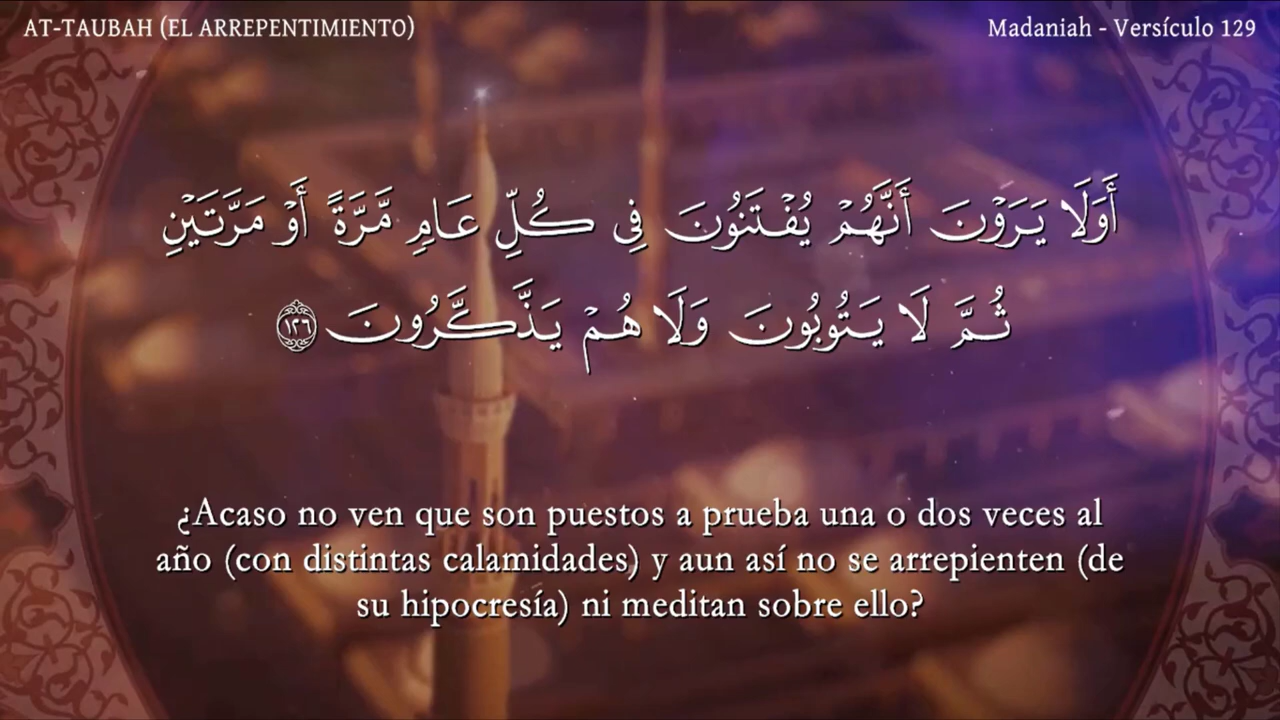 AT-TAUBAH (EL ARREPENTIMIENTO)
Madaniah - Versículo 129
أَوَلَا يَرَوْنَ أَنَّهُمْ يُفْتَنُونَ فِى كُلِّ عَامٍ مَّرَّةً أَوْ مَرَّتَيْنِ
ثُمَّ لَا يَتُوبُونَ وَلَا هُمْ يَذَّكَّرُونَ ١٢٦
¿Acaso no ven que son puestos a prueba una o dos veces al
año (con distintas calamidades) y aun así no se arrepienten (de
su hipocresía) ni meditan sobre ello?